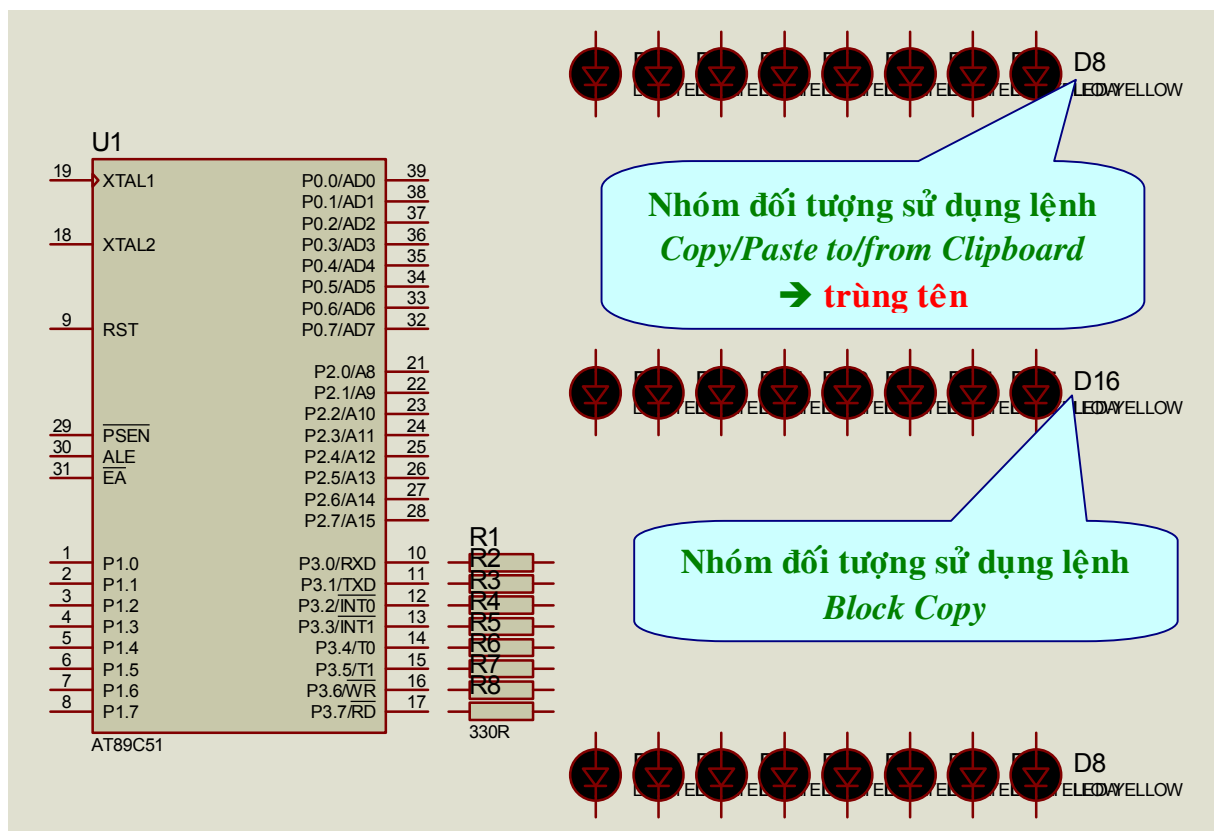 D8
LED-YELLOW
U1
19 XTAL1 P0.0/AD0 39
P0.1/AD1 38
P0.2/AD2 37
18 XTAL2 P0.3/AD3 36
P0.4/AD4 35
P0.5/AD5 34
P0.6/AD6 33
9 RST P0.7/AD7 32
P2.0/A8 21
P2.1/A9 22
P2.2/A10 23
29 PSEN P2.3/A11 24
30 ALE P2.4/A12 25
31 EA P2.5/A13 26
P2.6/A14 27
P2.7/A15 28
1 P1.0 P3.0/RXD 10
2 P1.1 P3.1/TXD 11
3 P1.2 P3.2/INT0 12
4 P1.3 P3.3/INT1 13
5 P1.4 P3.4/T0 14
6 P1.5 P3.5/T1 15
7 P1.6 P3.6/WR 16
8 P1.7 P3.7/RD 17
AT89C51
R1
R2
R3
R4
R5
R6
R7
R8
330R
Nhóm đối tượng sử dụng lệnh
Copy/Paste to/from Clipboard
➔ trùng tên
D16
LED-YELLOW
Nhóm đối tượng sử dụng lệnh
Block Copy
D8
LED-YELLOW